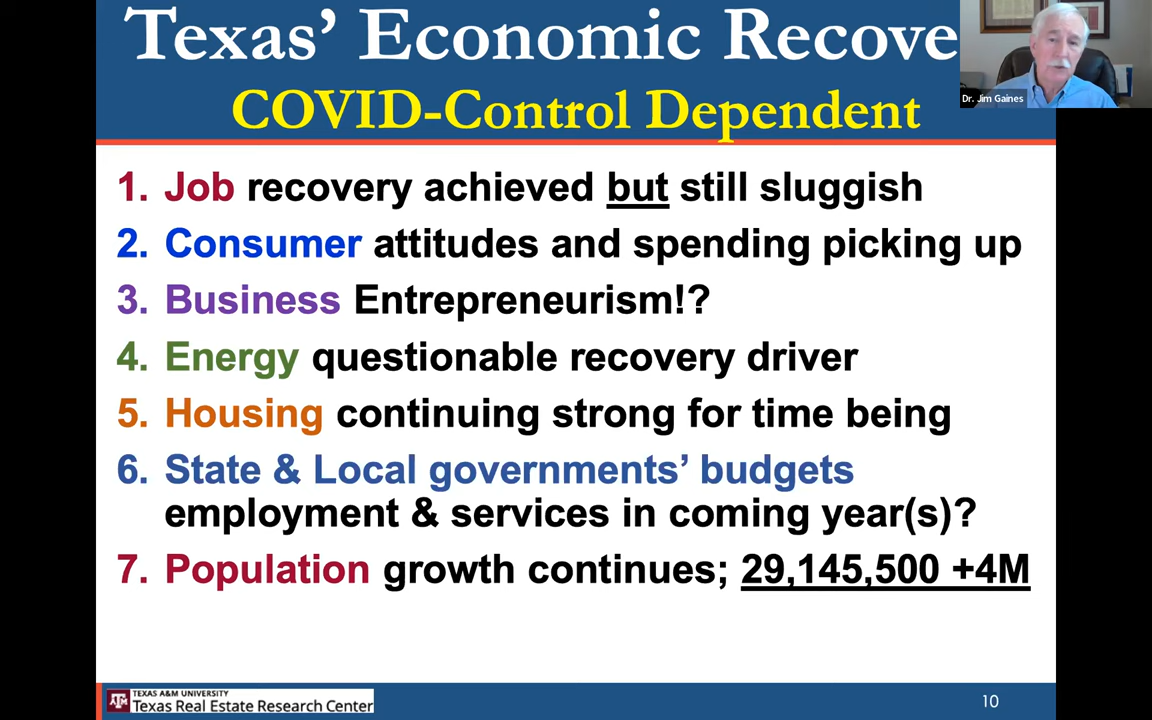 Texas’ Economic Recove
COVID-Control Dependent
Dr. Jim Gaines
1. Job recovery achieved but still sluggish
2. Consumer attitudes and spending picking up
3. Business Entrepreneurism!?
4. Energy questionable recovery driver
5. Housing continuing strong for time being
6. State & Local governments’ budgets
employment & services in coming year(s)?
7. Population growth continues; 29,145,500 +4M
TEXAS A&M UNIVERSITY
Texas Real Estate Research Center
10